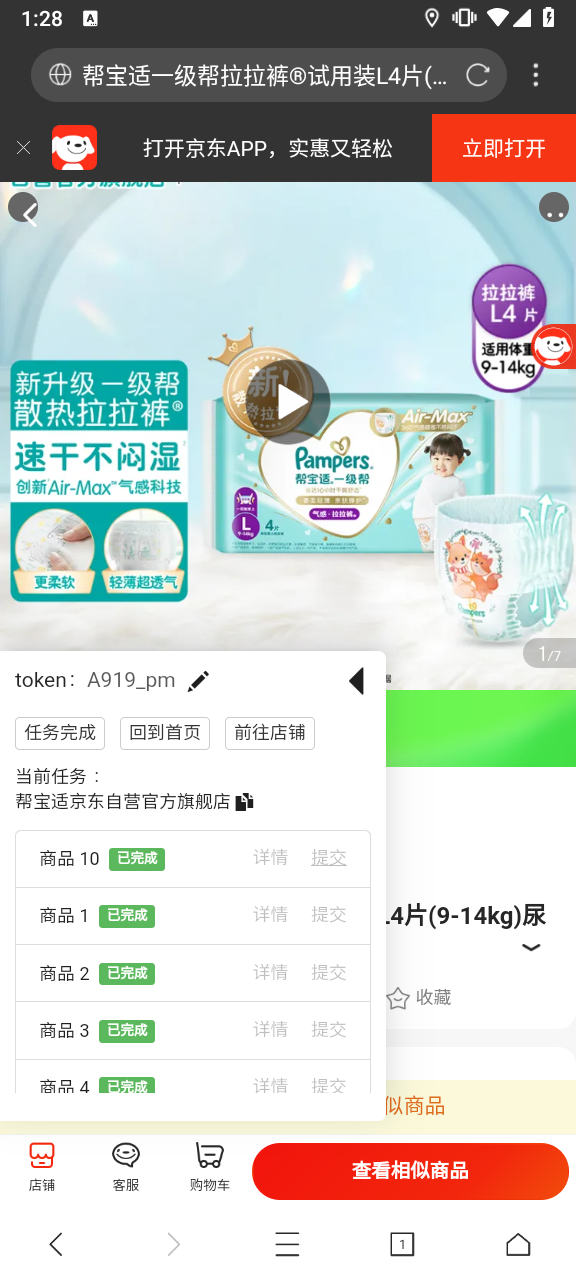 1:28
A
帮宝适一级帮拉拉裤®试用装L4片(...
打开京东APP，实惠又轻松
立即打开
拉拉裤
L4 片
适用体重
9-14kg
新升级一级帮
散热拉拉裤®
速干不闷湿
创新Air-Max™气感科技
更柔软
轻薄超透气
新!
Air-Max
Pampers.
帮宝适.一级帮
气感·拉拉裤
L
4片
Pampers
1/7
token： A919_pm
任务完成
回到首页
前往店铺
当前任务：
帮宝适京东自营官方旗舰店
商品 10 已完成 详情 提交
商品 1 已完成 详情 提交
商品 2 已完成 详情 提交
商品 3 已完成 详情 提交
商品 4 已完成 详情 提交
L4片(9-14kg)尿
收藏
似商品
店铺
客服
购物车
查看相似商品
1